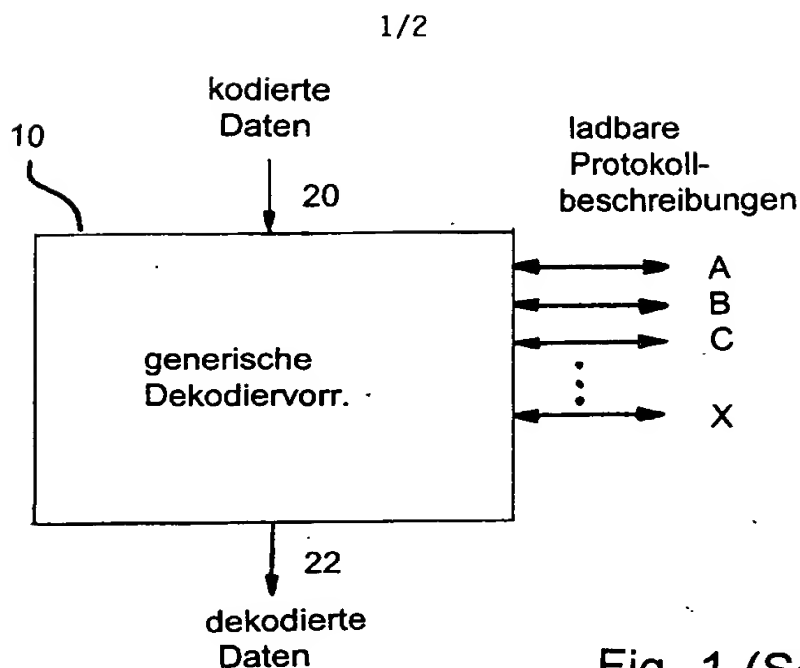 1/2
kodierte
Daten
10
20
ladbare
Protokoll-
beschreibungen
A
B
C
X
generische
Dekodiervorr.
22
dekodierte
Daten
Fig. 1